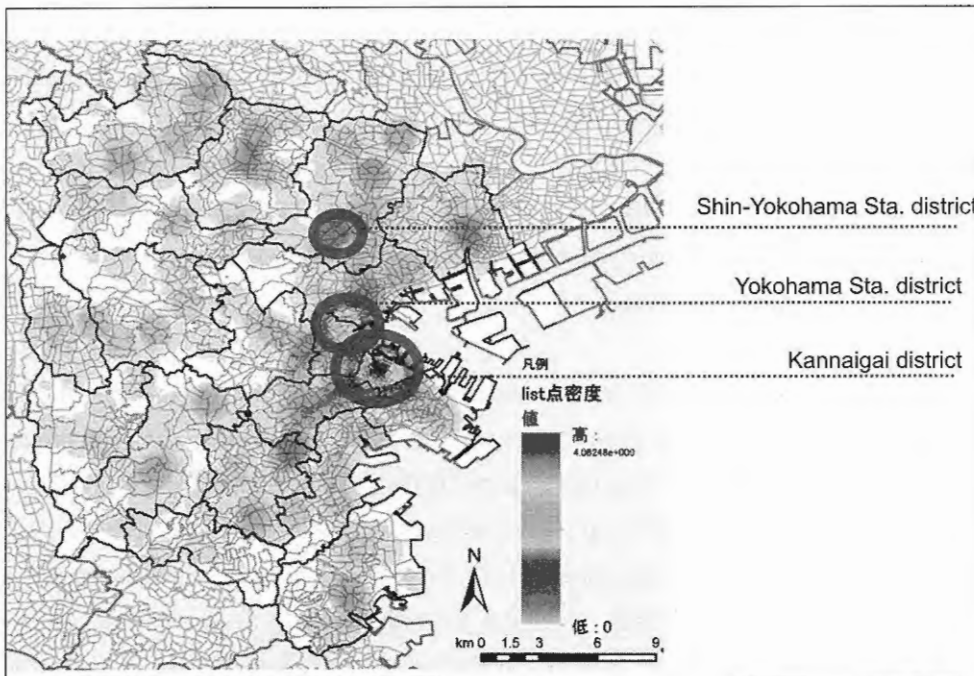 Shin-Yokohama Sta. district
Yokohama Sta. district
Kannaigai district
凡例
list点密度
値
高 :
4.08248e+000
N
低 : 0
km 0 1.5 3 6 9